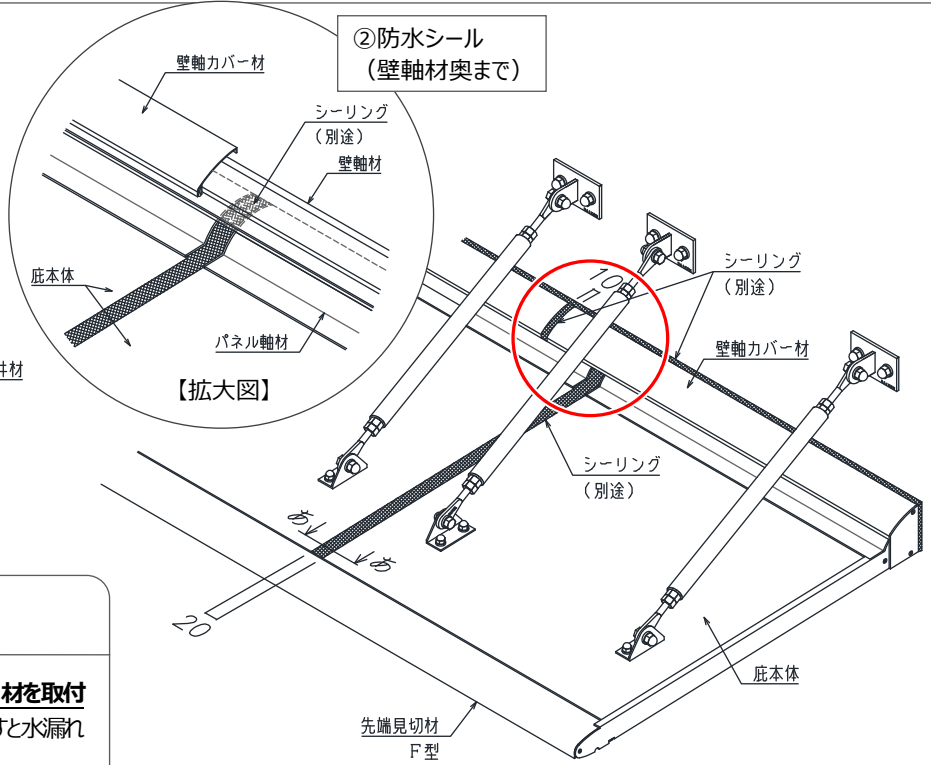 ②防水シール
（壁軸材奥まで）
壁軸カバー材
シーリング
（別途）
壁軸材
庇本体
パネル軸材
【拡大図】
材
10
シーリング
（別途）
壁軸カバー材
シーリング
（別途）
あ
あ
20
庇本体
先端見切材
F型
材を取付
すと水漏れ